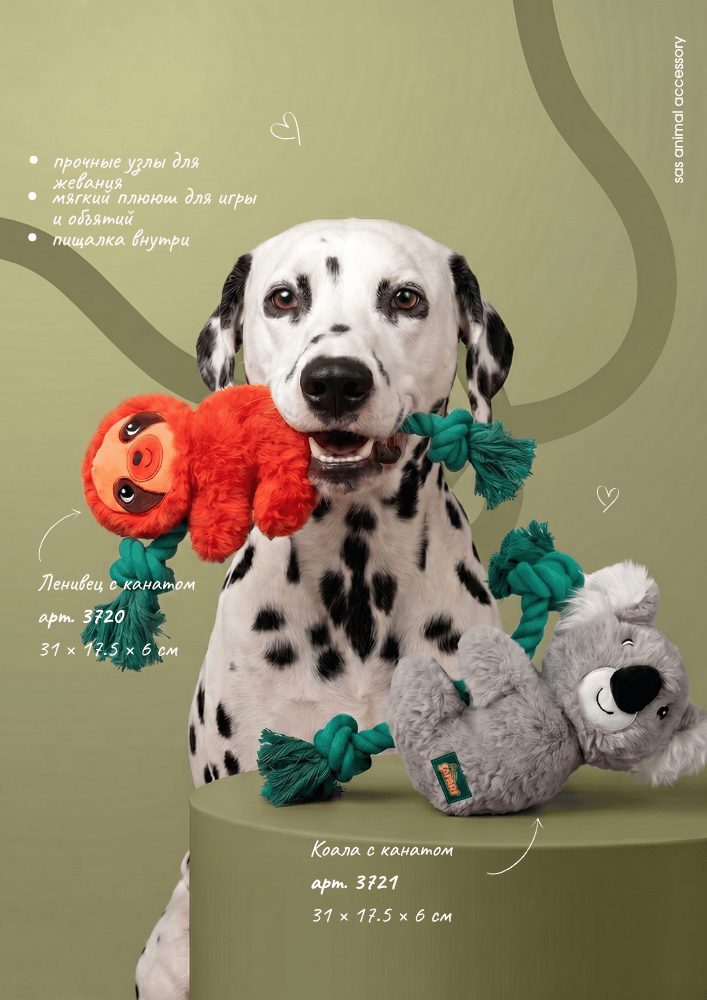 sas animal accessory
• прочные узлы для
жевания
• мягкий плюш для игры
и объятий
• пищалка внутри
Ленивец с канатом
арт. 3720
31 × 17.5 × 6 см
САФАРИ
Коала с канатом
арт. 3721
31 × 17.5 × 6 см